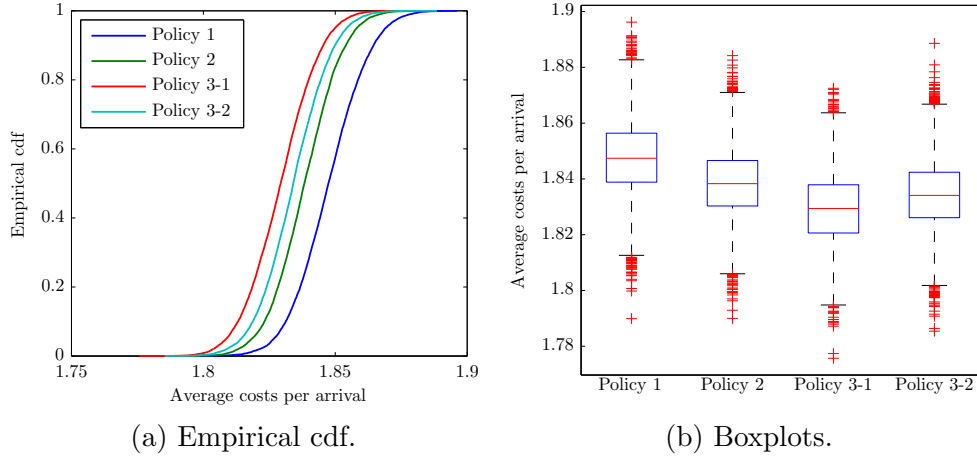 1
0.8
0.6
0.4
0.2
0
Empirical cdf
Policy 1
Policy 2
Policy 3-1
Policy 3-2
1.75
1.8
1.85
1.9
Average costs per arrival
(a) Empirical cdf.
1.9
1.88
1.86
1.84
1.82
1.8
1.78
Average costs per arrival
Policy 1
Policy 2
Policy 3-1
Policy 3-2
(b) Boxplots.